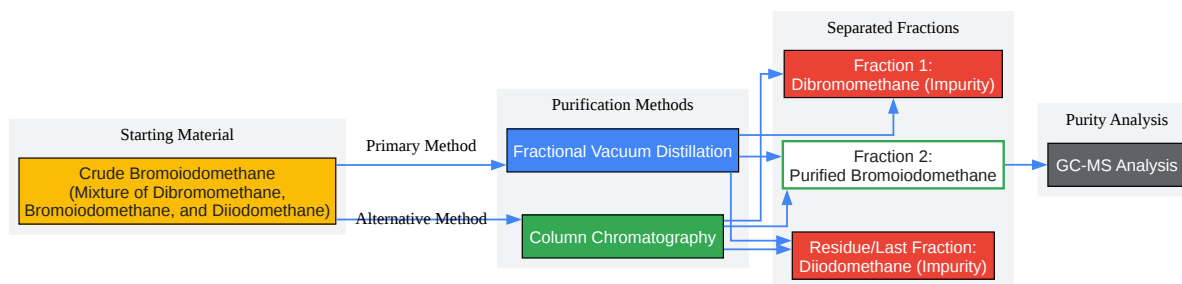 Starting Material
Crude Bromoiodomethane
(Mixture of Dibromomethane,
Bromoiodomethane, and Diiodomethane)
Primary Method
Alternative Method
Purification Methods
Fractional Vacuum Distillation
Column Chromatography
Separated Fractions
Fraction 1:
Dibromomethane (Impurity)
Fraction 2:
Purified Bromoiodomethane
Residue/Last Fraction:
Diiodomethane (Impurity)
Purity Analysis
GC-MS Analysis